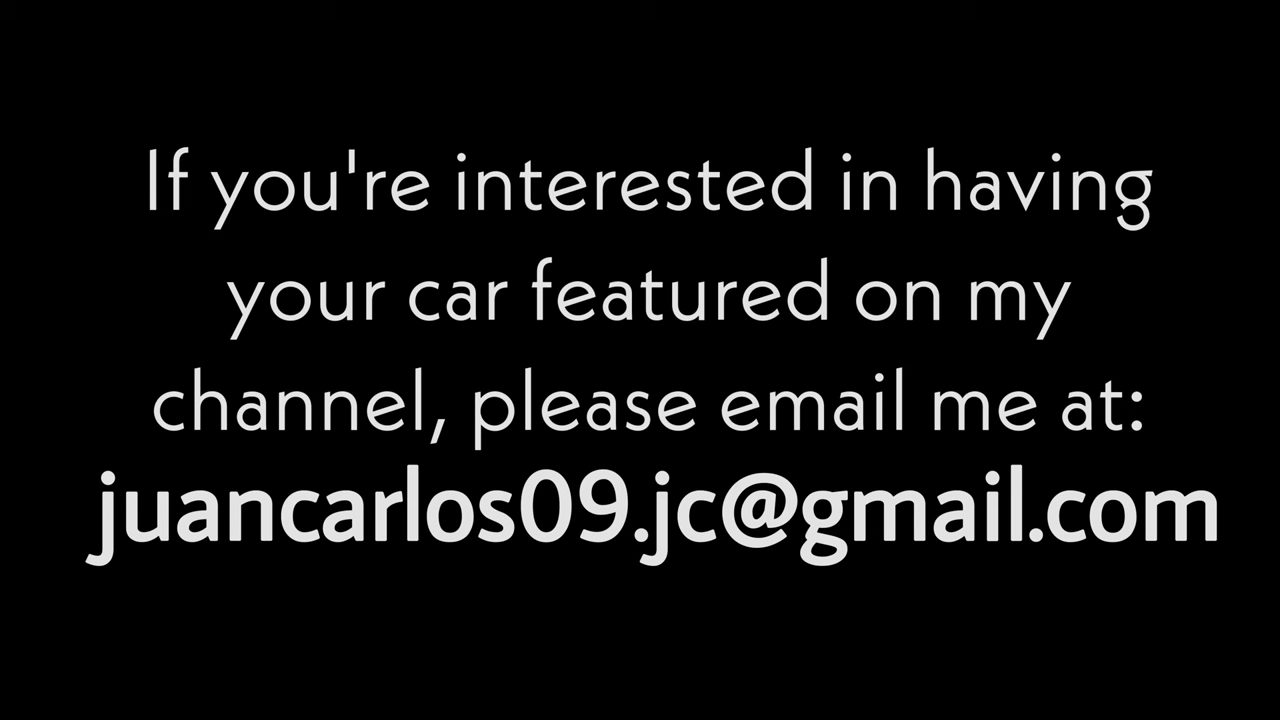 If you're interested in having
your car featured on my
channel, please email me at:
juancarlos09.jc@gmail.com